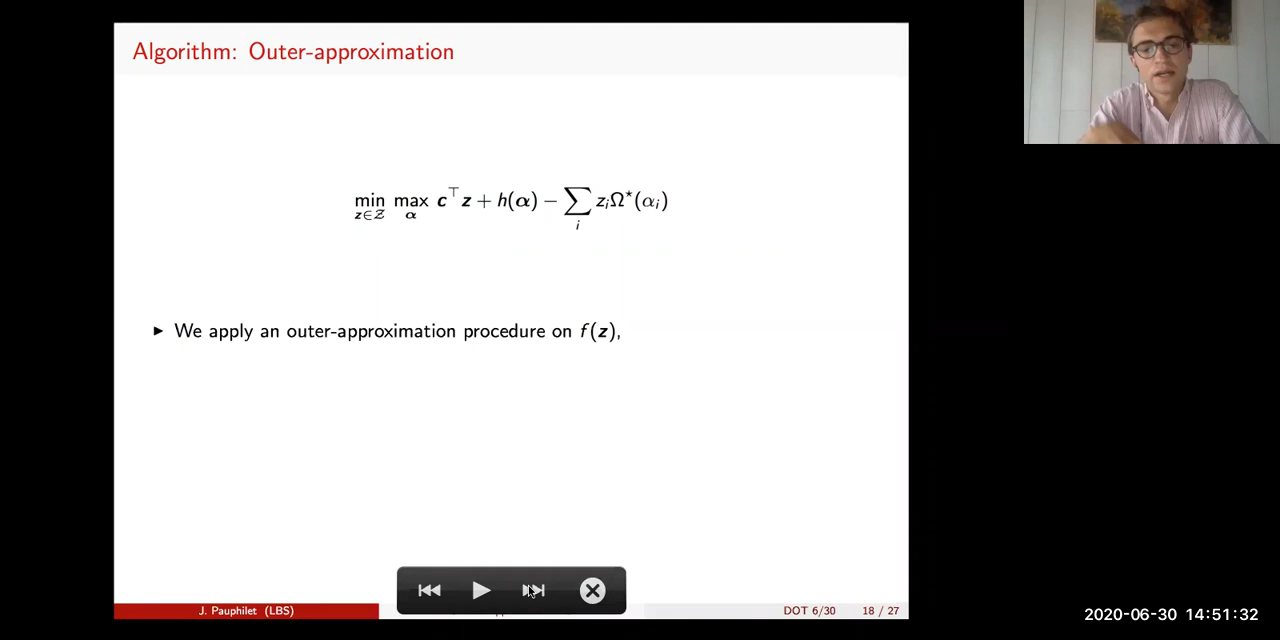 Algorithm: Outer-approximation
min max c⊤z + h(α) − ∑ zᵢΩ⋆(αᵢ)
z∈𝒵 α i
▶ We apply an outer-approximation procedure on f(z),
J. Pauphilet (LBS) DOT 6/30 18 / 27
2020-06-30 14:51:32